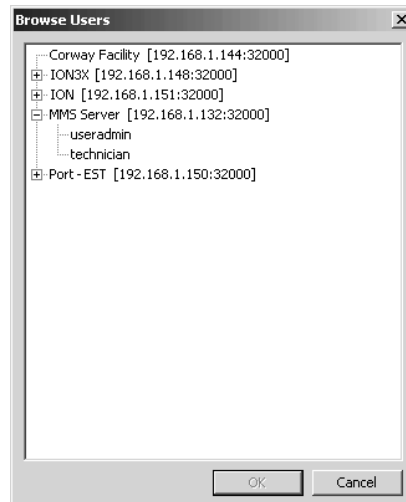 Browse Users
Corway Facility [192.168.1.144:32000]
ION3X [192.168.1.148:32000]
ION [192.168.1.151:32000]
MMS Server [192.168.1.132:32000]
useradmin
technician
Port - EST [192.168.1.150:32000]
OK Cancel